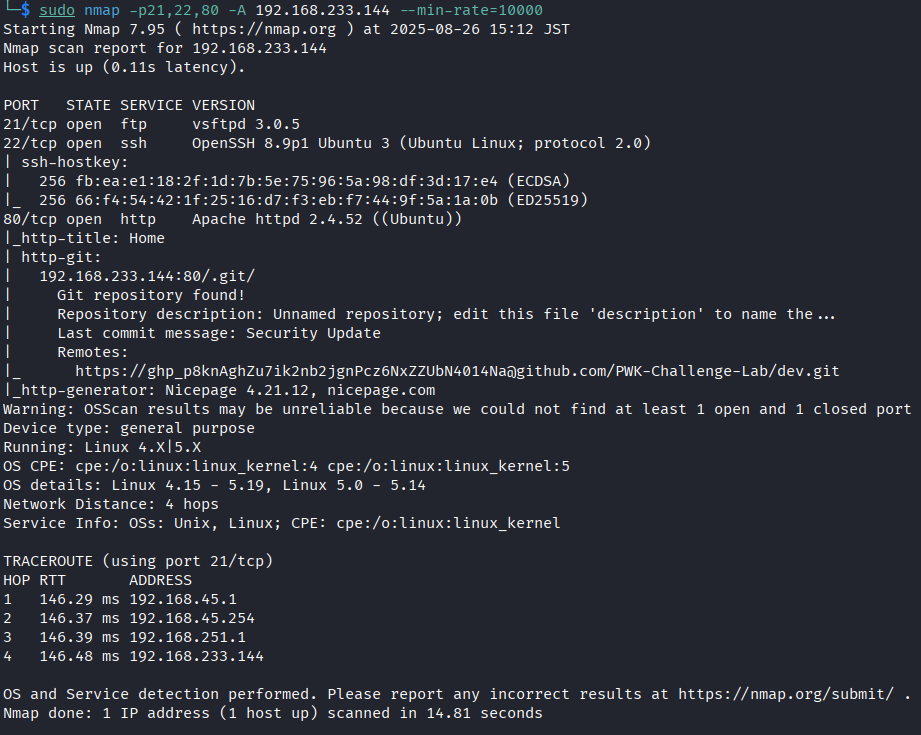 └─$ sudo nmap -p21,22,80 -A 192.168.233.144 --min-rate=10000
Starting Nmap 7.95 ( https://nmap.org ) at 2025-08-26 15:12 JST
Nmap scan report for 192.168.233.144
Host is up (0.11s latency).

PORT   STATE SERVICE VERSION
21/tcp open  ftp     vsftpd 3.0.5
22/tcp open  ssh     OpenSSH 8.9p1 Ubuntu 3 (Ubuntu Linux; protocol 2.0)
| ssh-hostkey:
|   256 fb:ea:e1:18:2f:1d:7b:5e:75:96:5a:98:df:3d:17:e4 (ECDSA)
|_  256 66:f4:54:42:1f:25:16:d7:f3:eb:f7:44:9f:5a:1a:0b (ED25519)
80/tcp open  http    Apache httpd 2.4.52 ((Ubuntu))
|_http-title: Home
| http-git:
|   192.168.233.144:80/.git/
|     Git repository found!
|     Repository description: Unnamed repository; edit this file 'description' to name the...
|     Last commit message: Security Update
|     Remotes:
|_      https://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@github.com/PWK-Challenge-Lab/dev.git
|_http-generator: Nicepage 4.21.12, nicepage.com
Warning: OSScan results may be unreliable because we could not find at least 1 open and 1 closed port
Device type: general purpose
Running: Linux 4.X|5.X
OS CPE: cpe:/o:linux:linux_kernel:4 cpe:/o:linux:linux_kernel:5
OS details: Linux 4.15 - 5.19, Linux 5.0 - 5.14
Network Distance: 4 hops
Service Info: OSs: Unix, Linux; CPE: cpe:/o:linux:linux_kernel

TRACEROUTE (using port 21/tcp)
HOP RTT       ADDRESS
1   146.29 ms 192.168.45.1
2   146.37 ms 192.168.45.254
3   146.39 ms 192.168.251.1
4   146.48 ms 192.168.233.144

OS and Service detection performed. Please report any incorrect results at https://nmap.org/submit/ .
Nmap done: 1 IP address (1 host up) scanned in 14.81 seconds